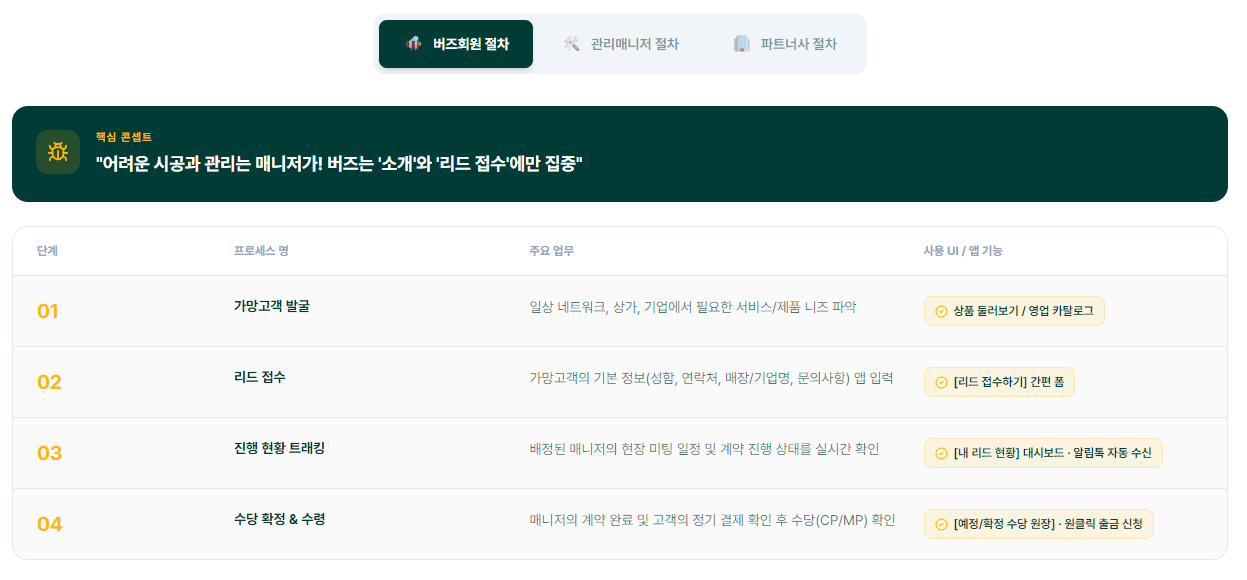 버즈회원 절차
관리매니저 절차
파트너사 절차
핵심 콘셉트
"어려운 시공과 관리는 매니저가! 버즈는 '소개'와 '리드 접수'에만 집중"
단계 프로세스 명 주요 업무 사용 UI / 앱 기능
01 가망고객 발굴 일상 네트워크, 상가, 기업에서 필요한 서비스/제품 니즈 파악 상품 둘러보기 / 영업 카탈로그
02 리드 접수 가망고객의 기본 정보(성함, 연락처, 매장/기업명, 문의사항) 앱 입력 [리드 접수하기] 간편 폼
03 진행 현황 트래킹 배정된 매니저의 현장 미팅 일정 및 계약 진행 상태를 실시간 확인 [내 리드 현황] 대시보드 · 알림톡 자동 수신
04 수당 확정 & 수령 매니저의 계약 완료 및 고객의 정기 결제 확인 후 수당(CP/MP) 확인 [예정/확정 수당 원장] · 원클릭 출금 신청